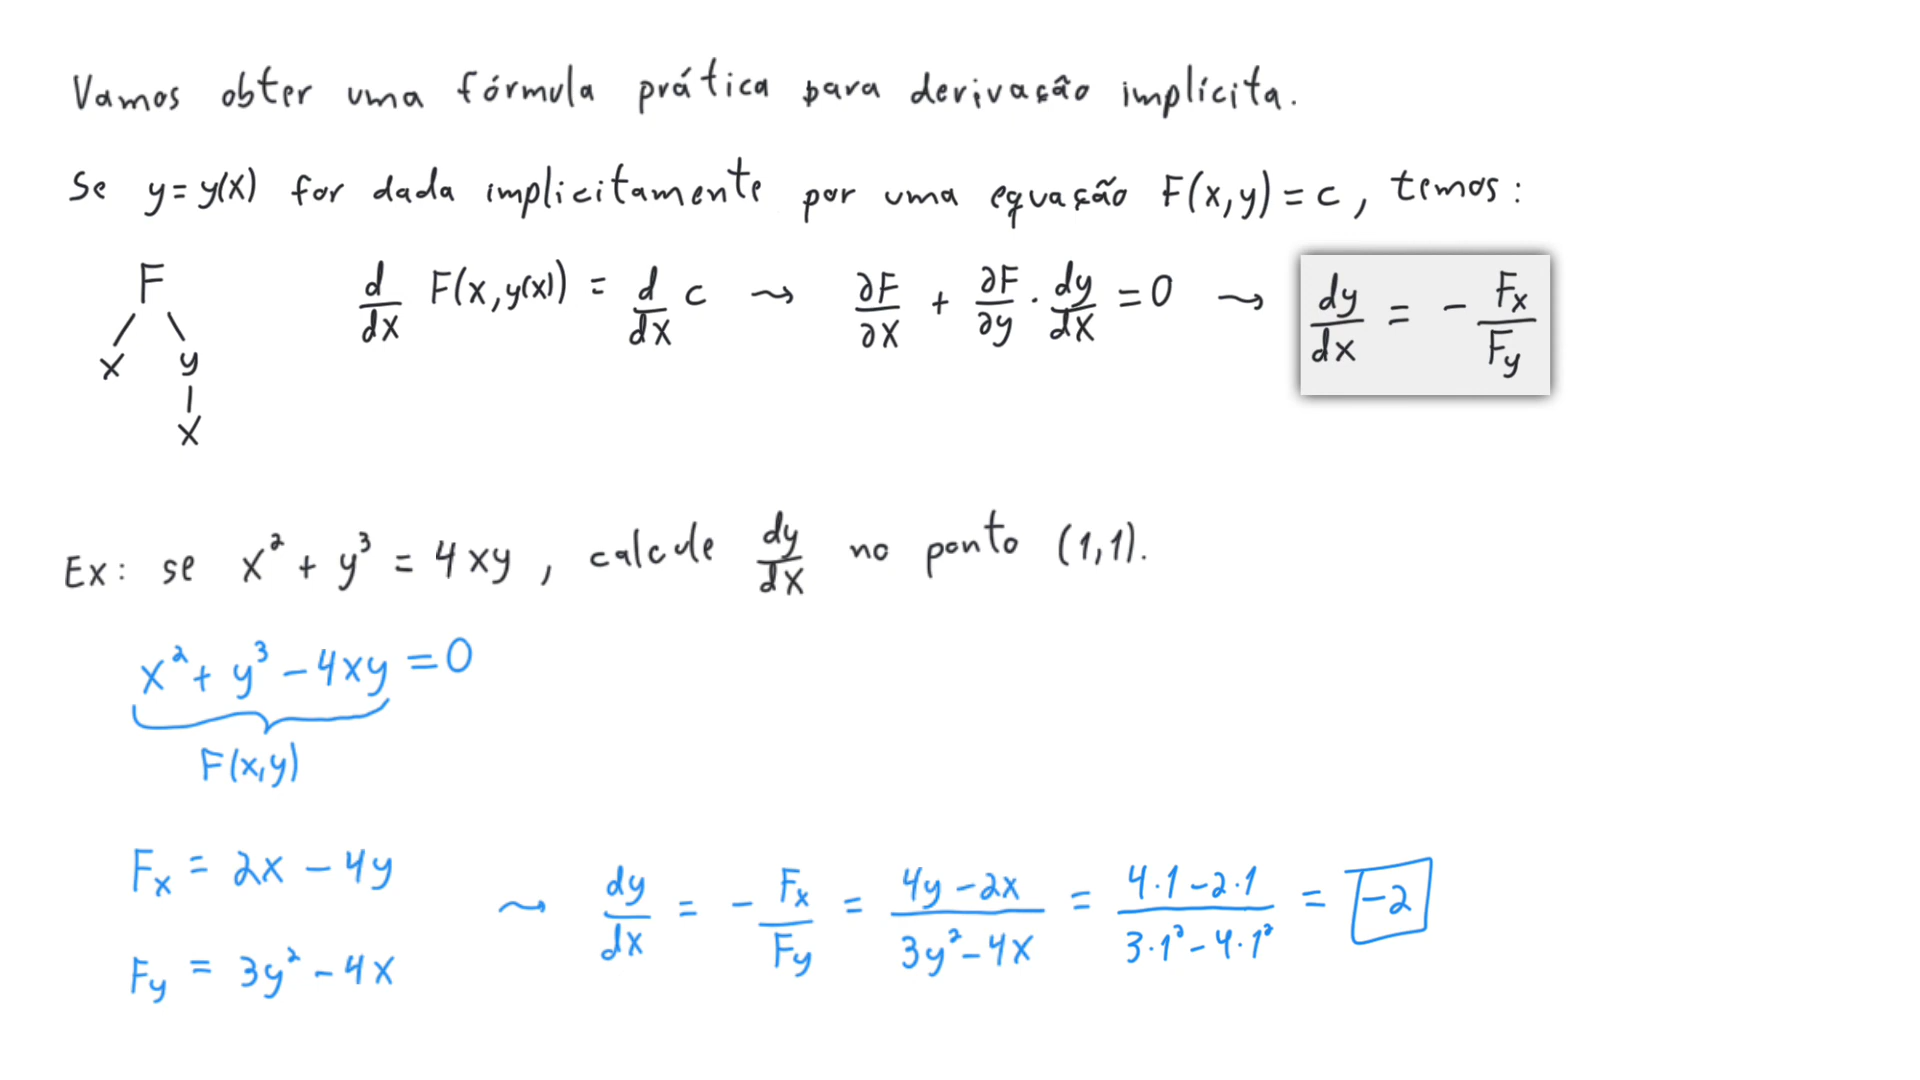 Vamos obter uma fórmula prática para derivação implícita.
Se y = y(x) for dada implicitamente por uma equação F(x,y) = c, temos:
F
x y
x
d/dx F(x,y(x)) = d/dx c ⇝ ∂F/∂x + ∂F/∂y · dy/dx = 0 ⇝ dy/dx = - Fx/Fy
Ex: se x² + y³ = 4xy, calcule dy/dx no ponto (1,1).
x² + y³ - 4xy = 0
F(x,y)
Fx = 2x - 4y
Fy = 3y² - 4x
⇝ dy/dx = - Fx/Fy = (4y - 2x)/(3y² - 4x) = (4·1 - 2·1)/(3·1² - 4·1²) = -2